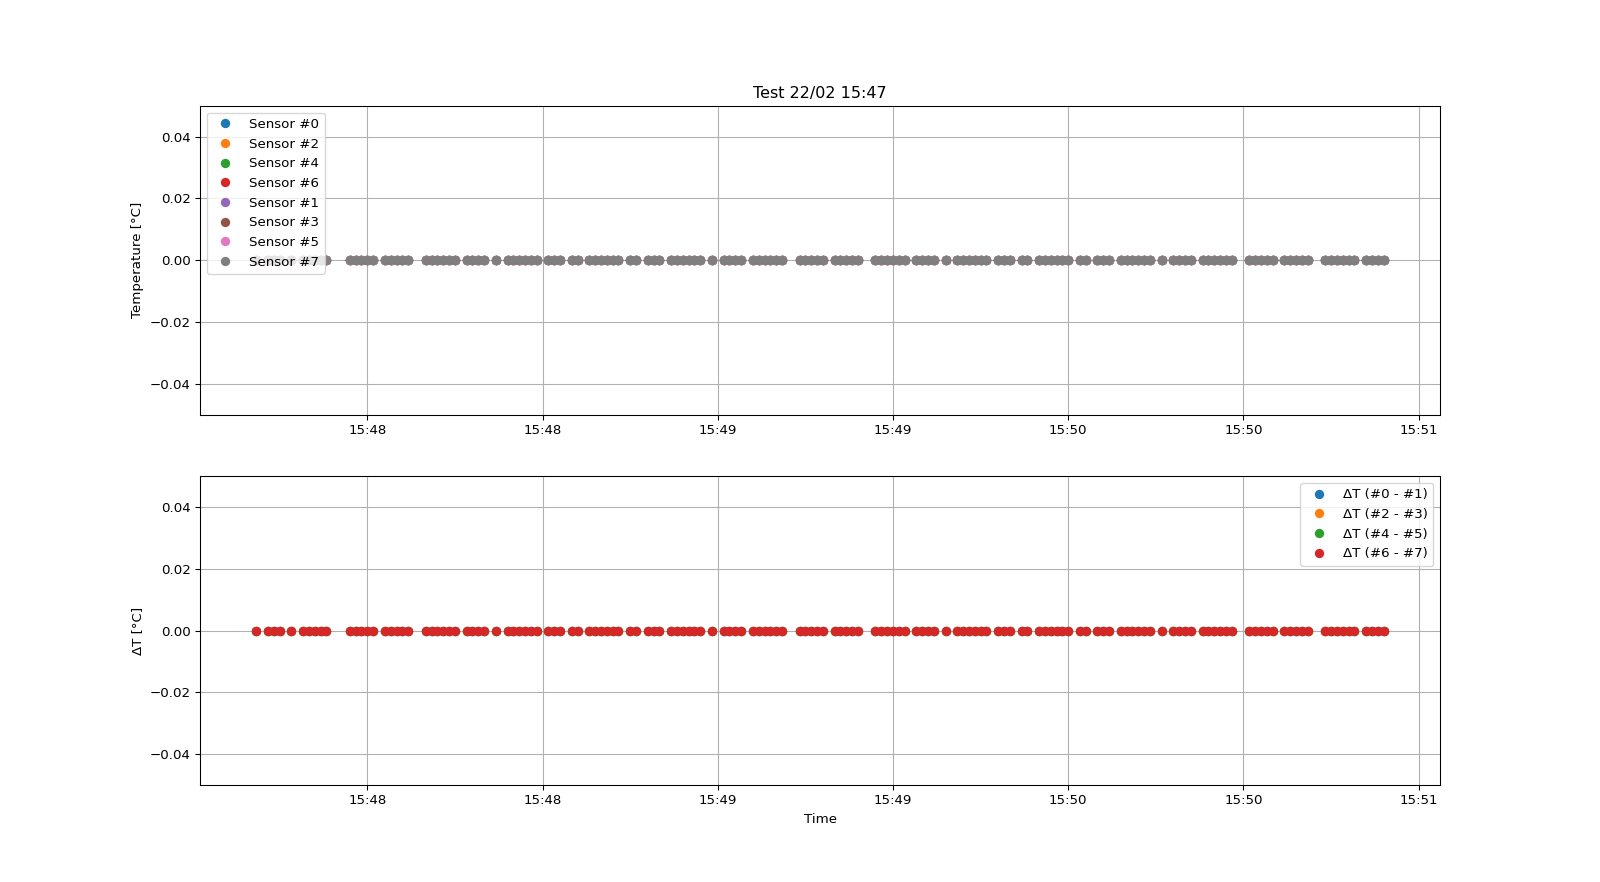 Test 22/02 15:47
Temperature [°C]
0.04
0.02
0.00
−0.02
−0.04
Sensor #0
Sensor #2
Sensor #4
Sensor #6
Sensor #1
Sensor #3
Sensor #5
Sensor #7
15:48 15:48 15:49 15:49 15:50 15:50 15:51
ΔT [°C]
0.04
0.02
0.00
−0.02
−0.04
ΔT (#0 - #1)
ΔT (#2 - #3)
ΔT (#4 - #5)
ΔT (#6 - #7)
15:48 15:48 15:49 15:49 15:50 15:50 15:51
Time